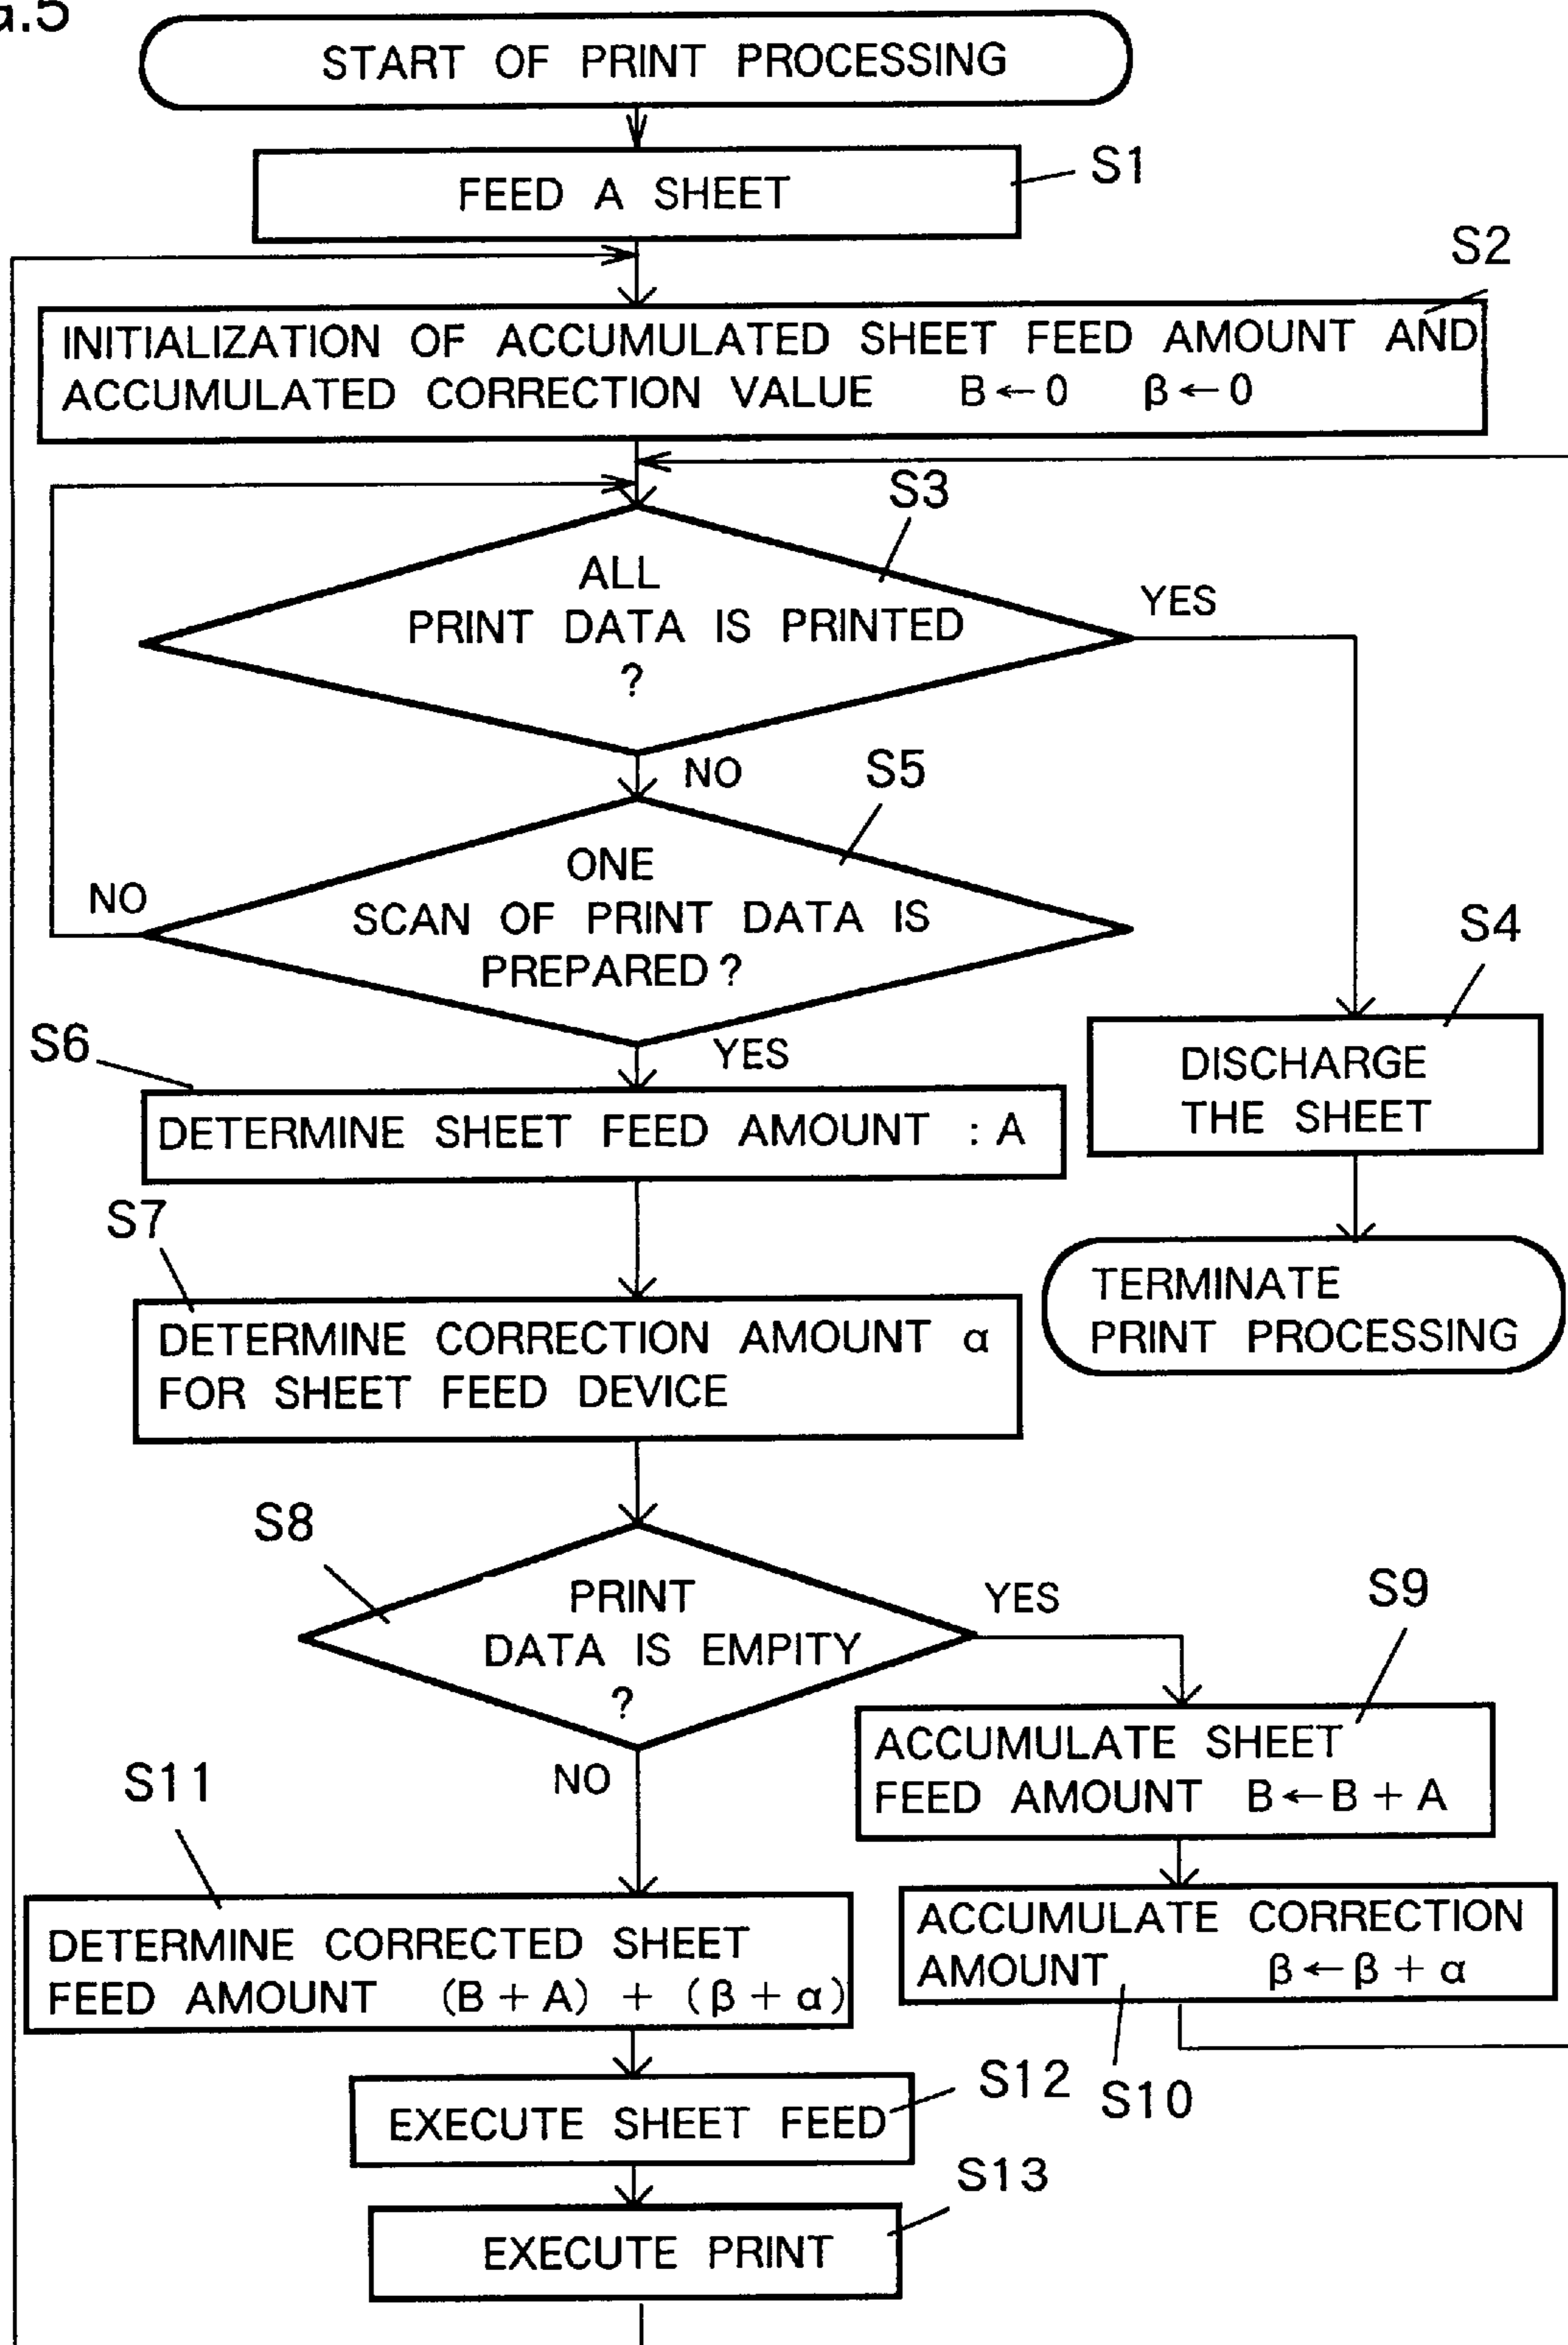 a.5
START OF PRINT PROCESSING
FEED A SHEET
S1
S2
INITIALIZATION OF ACCUMULATED SHEET FEED AMOUNT AND
ACCUMULATED CORRECTION VALUE B←0 β←0
S3
ALL
PRINT DATA IS PRINTED
?
YES
NO
S5
ONE
SCAN OF PRINT DATA IS
PREPARED?
NO
YES
S4
DISCHARGE
THE SHEET
S6
DETERMINE SHEET FEED AMOUNT : A
TERMINATE
PRINT PROCESSING
S7
DETERMINE CORRECTION AMOUNT α
FOR SHEET FEED DEVICE
S8
PRINT
DATA IS EMPITY
?
YES
NO
S9
ACCUMULATE SHEET
FEED AMOUNT B←B + A
S11
DETERMINE CORRECTED SHEET
FEED AMOUNT (B + A) + (β + α)
ACCUMULATE CORRECTION
AMOUNT β←β + α
S10
S12
EXECUTE SHEET FEED
S13
EXECUTE PRINT